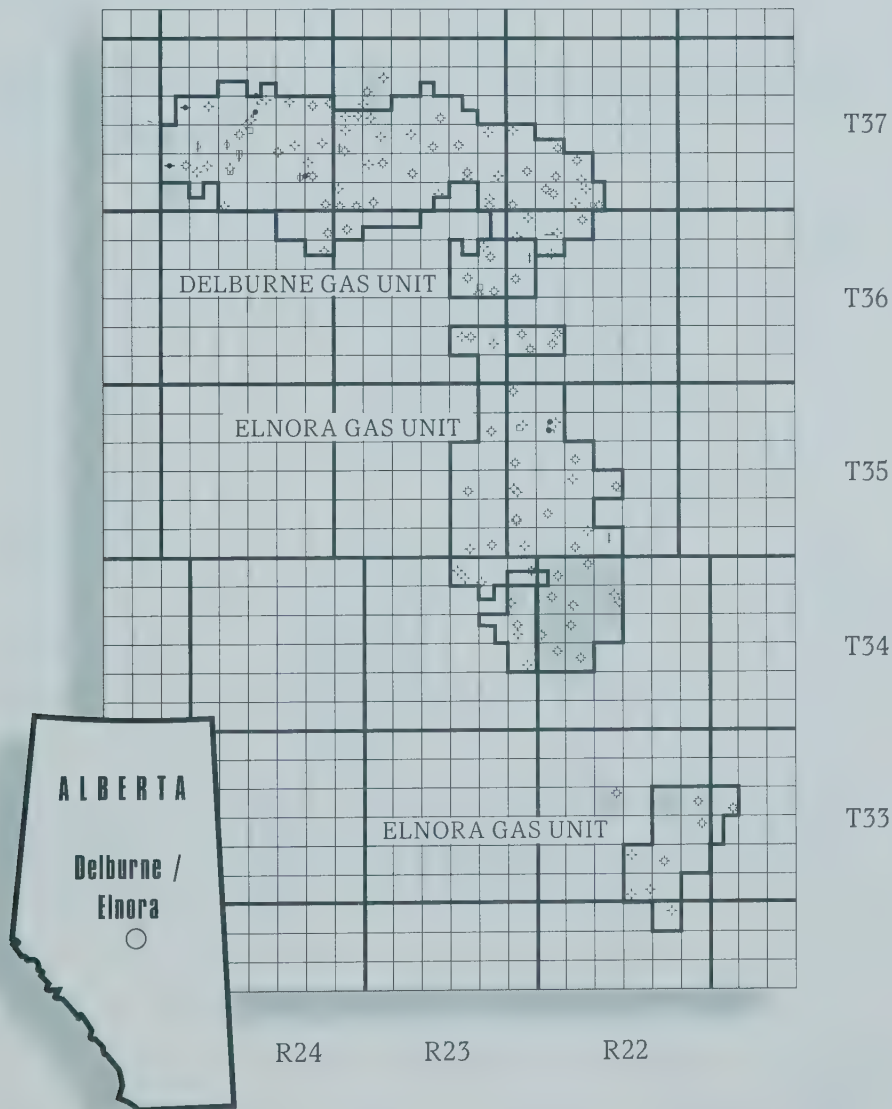 T37
DELBURNE GAS UNIT
T36
ELNORA GAS UNIT
T35
T34
ALBERTA
Delburne /
Elnora
ELNORA GAS UNIT
T33
R24
R23
R22